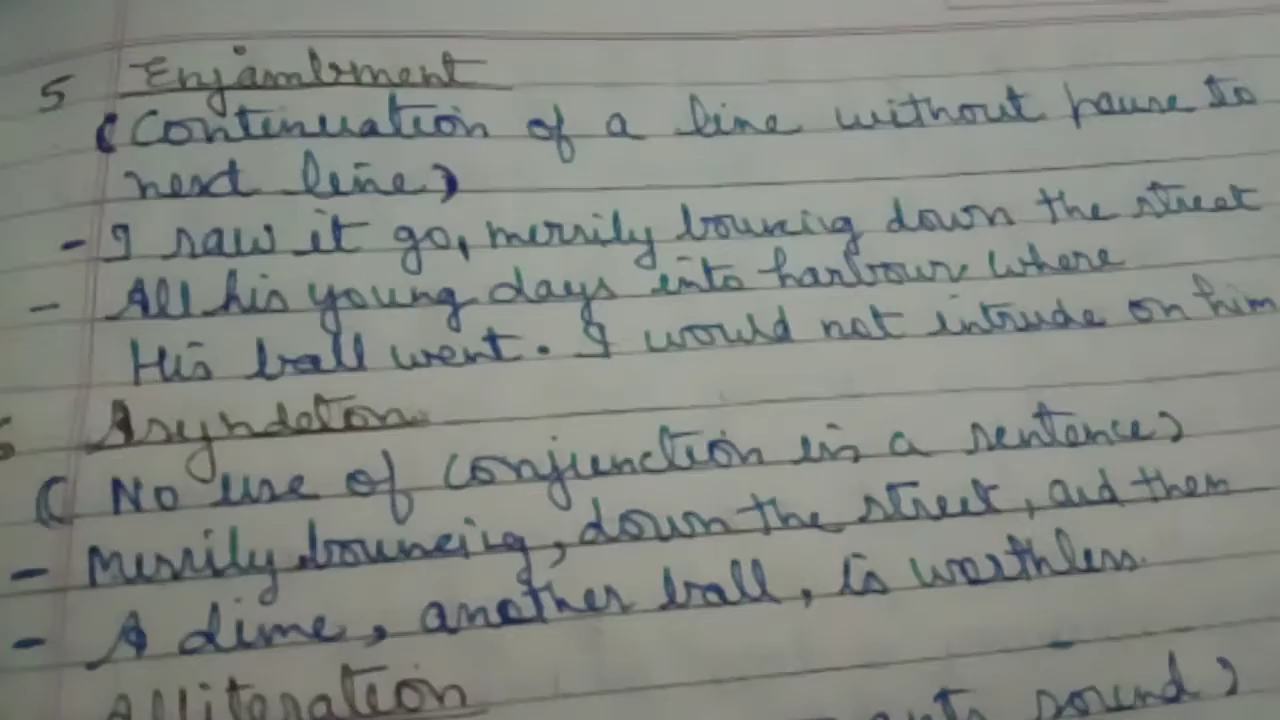 5 Enjambment
(Continuation of a line without pause to
next line)
- I saw it go, merrily bouncig down the street
- All his young days into harbour where
His ball went. I would not intrude on him
Asyndeton
( No use of conjunction in a sentence)
- Merrily bouncing, down the street, and then
- A dime, another ball, is worthless.
Alliteration
sound)